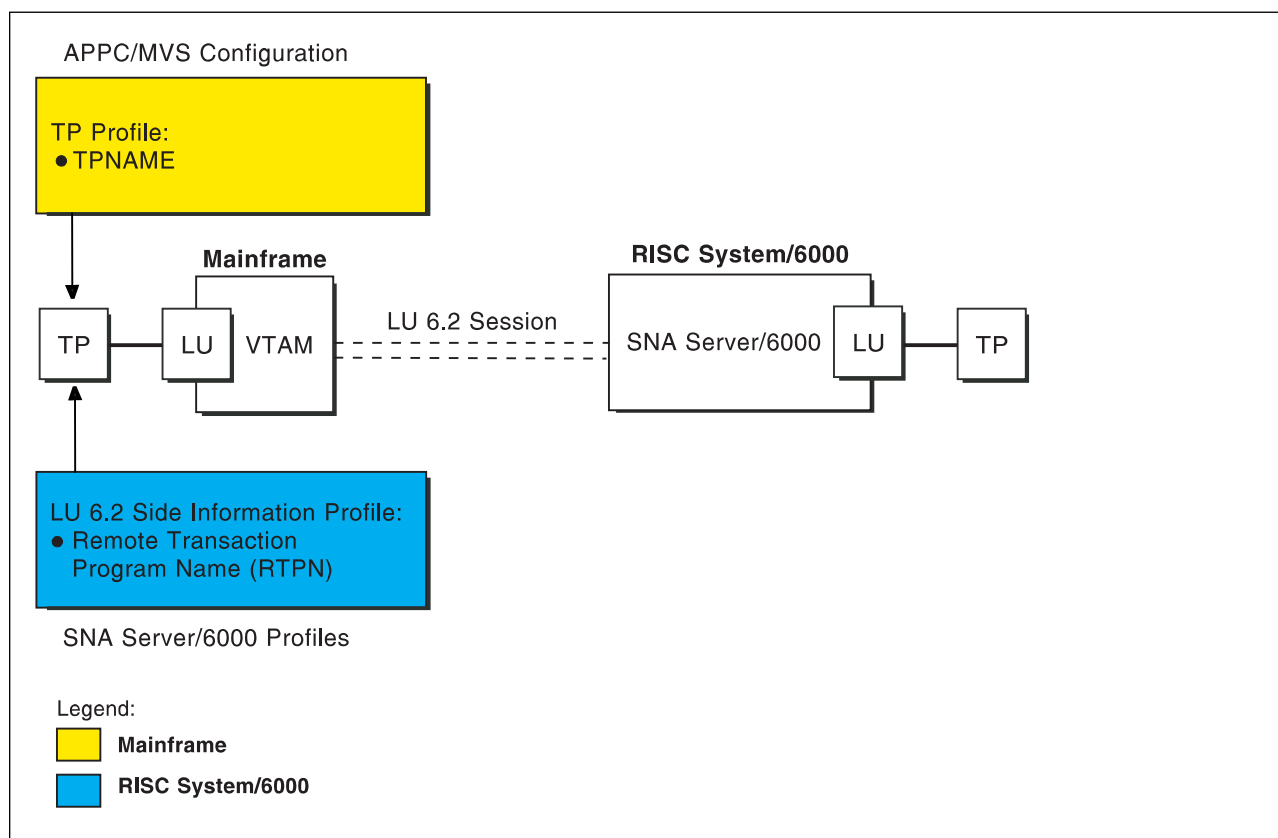 APPC/MVS Configuration
TP Profile:
● TPNAME
Mainframe
RISC System/6000
TP
LU
VTAM
LU 6.2 Session
SNA Server/6000
LU
TP
LU 6.2 Side Information Profile:
● Remote Transaction
Program Name (RTPN)
SNA Server/6000 Profiles
Legend:
Mainframe
RISC System/6000